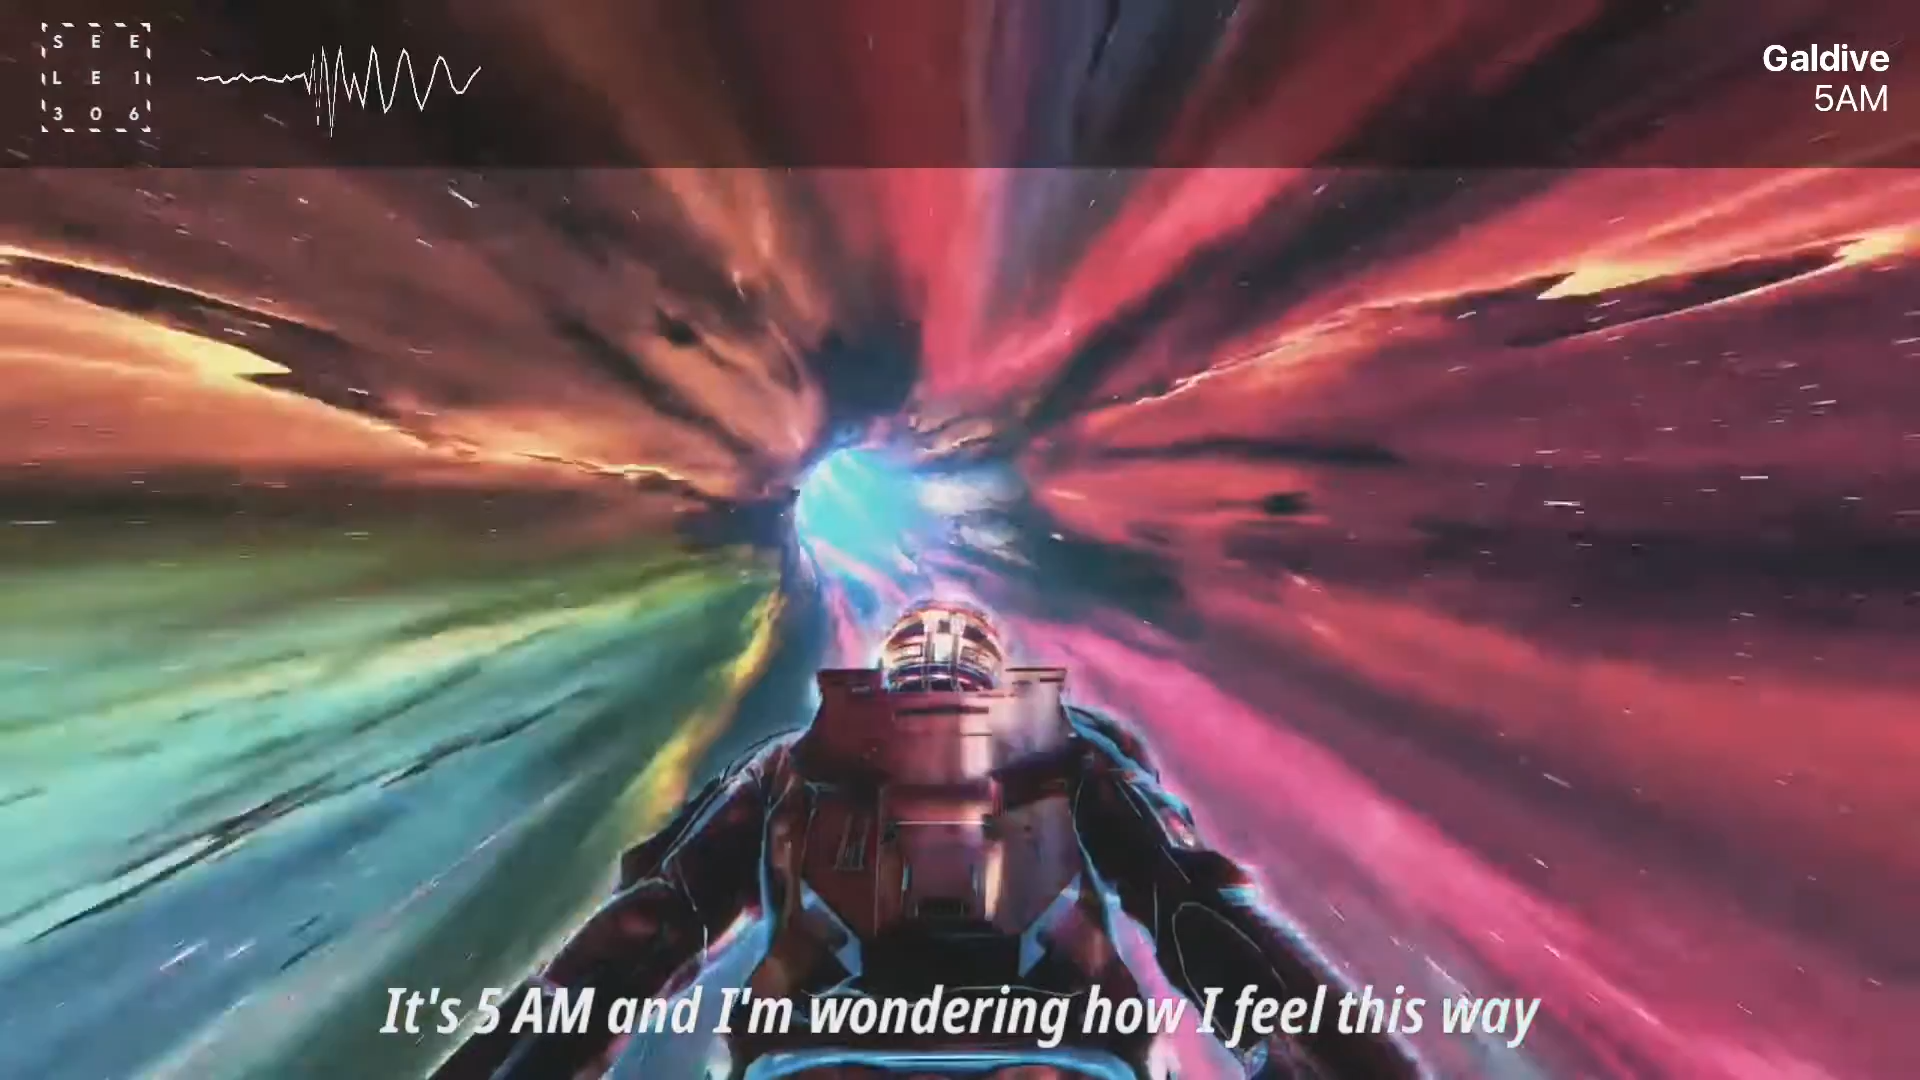 S E E
L E 1
3 0 6
Galdive
5AM
It's 5 AM and I'm wondering how I feel this way